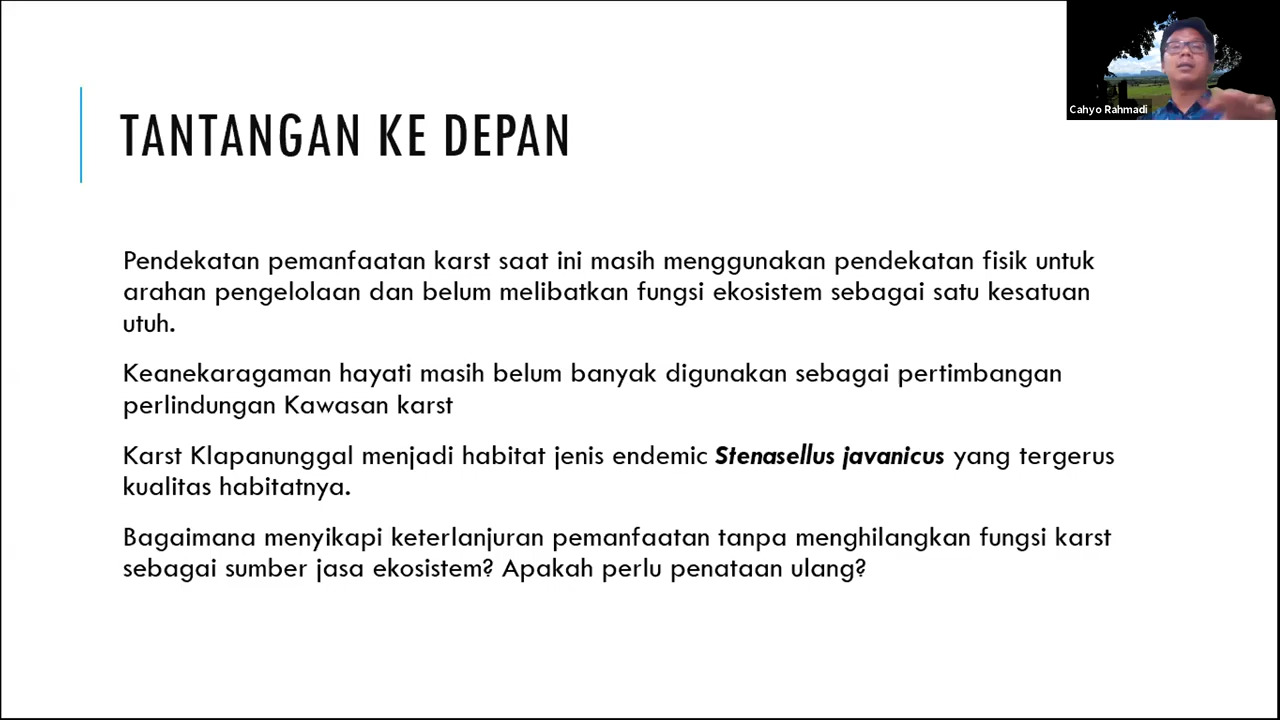 Cahyo Rahmadi
TANTANGAN KE DEPAN
Pendekatan pemanfaatan karst saat ini masih menggunakan pendekatan fisik untuk
arahan pengelolaan dan belum melibatkan fungsi ekosistem sebagai satu kesatuan
utuh.
Keanekaragaman hayati masih belum banyak digunakan sebagai pertimbangan
perlindungan Kawasan karst
Karst Klapanunggal menjadi habitat jenis endemic Stenasellus javanicus yang tergerus
kualitas habitatnya.
Bagaimana menyikapi keterlanjuran pemanfaatan tanpa menghilangkan fungsi karst
sebagai sumber jasa ekosistem? Apakah perlu penataan ulang?